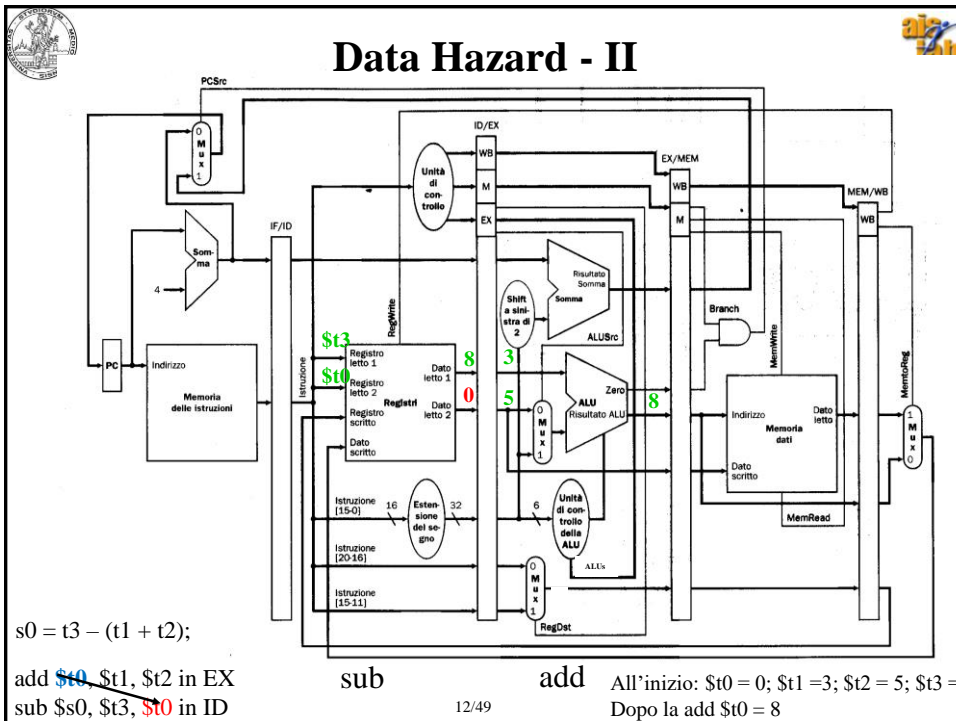 Data Hazard - II
PCSrc
0
M
u
x
1
ID/EX
WB
M
EX
EX/MEM
WB
M
MEM/WB
WB
Unità
di
controllo
IF/ID
Som-
ma
4
RegWrite
Shift
a sini-
stra di
2
Risultato
Somma
Somma
ALUSrc
Branch
MemWrite
MemtoReg
PC
Indirizzo
Memoria
delle istruzioni
Istruzione
$t3
$t0
Registro
letto 1
Registro
letto 2
Registro
scritto
Dato
scritto
Registri
Dato
letto 1
Dato
letto 2
8
0
3
5
0
M
u
x
1
ALU
Zero
Risultato ALU
8
Indirizzo
Dato
letto
Memoria
dati
Dato
scritto
MemRead
1
M
u
x
0
Istruzione
[15-0]
16
Esten-
sione
del se-
gno
32
6
Unità
di con-
trollo
della
ALU
ALUs
Istruzione
[20-16]
Istruzione
[15-11]
0
M
u
x
1
RegDst
s0 = t3 – (t1 + t2);
add $t0, $t1, $t2 in EX
sub $s0, $t3, $t0 in ID
sub
add
12/49
All'inizio: $t0 = 0; $t1 =3; $t2 = 5; $t3 =
Dopo la add $t0 = 8